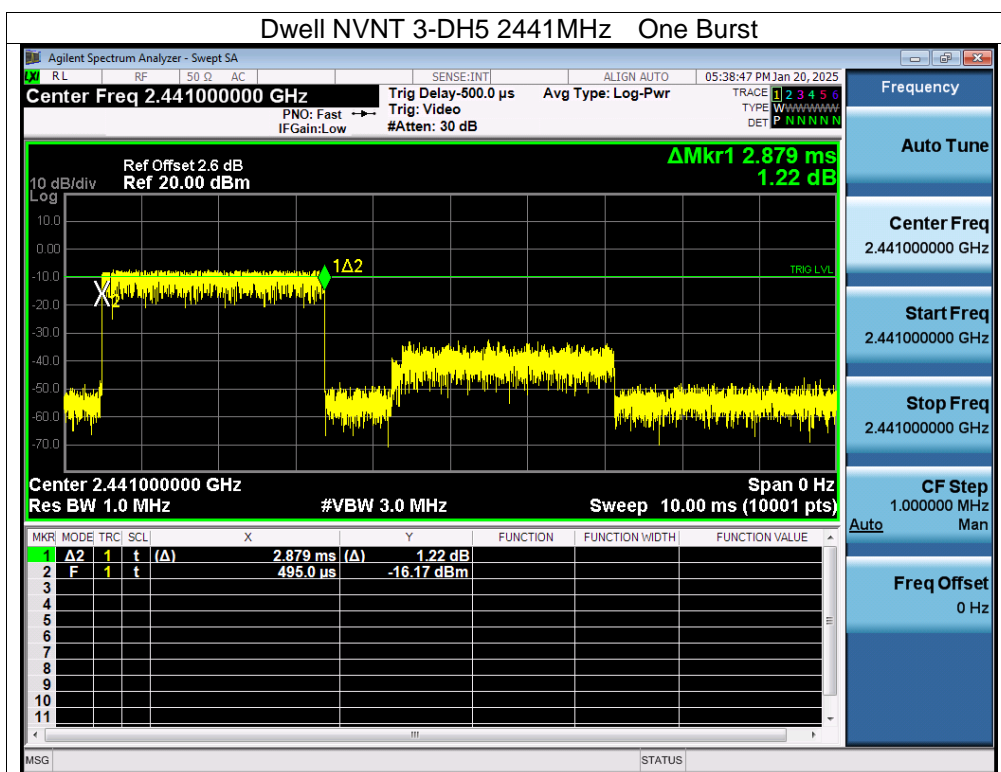 Dwell NVNT 3-DH5 2441MHz One Burst
Agilent Spectrum Analyzer - Swept SA
LXI RL RF 50 Ω AC SENSE:INT ALIGN AUTO 05:38:47 PM Jan 20, 2025
Center Freq 2.441000000 GHz
PNO: Fast
IFGain:Low
Trig Delay-500.0 µs
Trig: Video
#Atten: 30 dB
Avg Type: Log-Pwr
TRACE 1 2 3 4 5 6
TYPE WWWWWW
DET P N N N N N
Ref Offset 2.6 dB
Ref 20.00 dBm
10 dB/div
Log
ΔMkr1 2.879 ms
1.22 dB
10.0
0.00
-10.0
-20.0
-30.0
-40.0
-50.0
-60.0
-70.0
1Δ2
2
TRIG LVL
Center 2.441000000 GHz Span 0 Hz
Res BW 1.0 MHz #VBW 3.0 MHz Sweep 10.00 ms (10001 pts)
MKR MODE TRC SCL X Y FUNCTION FUNCTION WIDTH FUNCTION VALUE
1 Δ2 1 t (Δ) 2.879 ms (Δ) 1.22 dB
2 F 1 t 495.0 µs -16.17 dBm
3
4
5
6
7
8
9
10
11
MSG STATUS
Frequency
Auto Tune
Center Freq
2.441000000 GHz
Start Freq
2.441000000 GHz
Stop Freq
2.441000000 GHz
CF Step
1.000000 MHz
Auto Man
Freq Offset
0 Hz